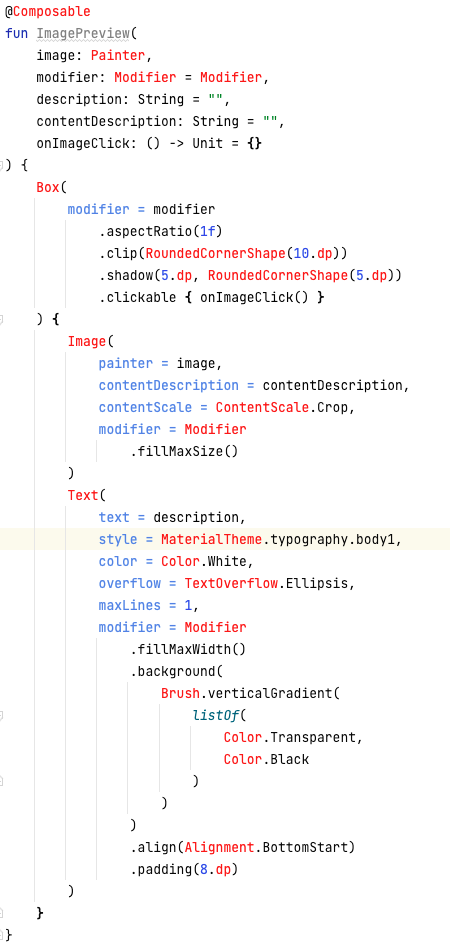 @Composable
fun ImagePreview(
    image: Painter,
    modifier: Modifier = Modifier,
    description: String = "",
    contentDescription: String = "",
    onImageClick: () -> Unit = {}
) {
    Box(
        modifier = modifier
            .aspectRatio(1f)
            .clip(RoundedCornerShape(10.dp))
            .shadow(5.dp, RoundedCornerShape(5.dp))
            .clickable { onImageClick() }
    ) {
        Image(
            painter = image,
            contentDescription = contentDescription,
            contentScale = ContentScale.Crop,
            modifier = Modifier
                .fillMaxSize()
        )
        Text(
            text = description,
            style = MaterialTheme.typography.body1,
            color = Color.White,
            overflow = TextOverflow.Ellipsis,
            maxLines = 1,
            modifier = Modifier
                .fillMaxWidth()
                .background(
                    Brush.verticalGradient(
                        listOf(
                            Color.Transparent,
                            Color.Black
                        )
                    )
                )
                .align(Alignment.BottomStart)
                .padding(8.dp)
        )
    }
}